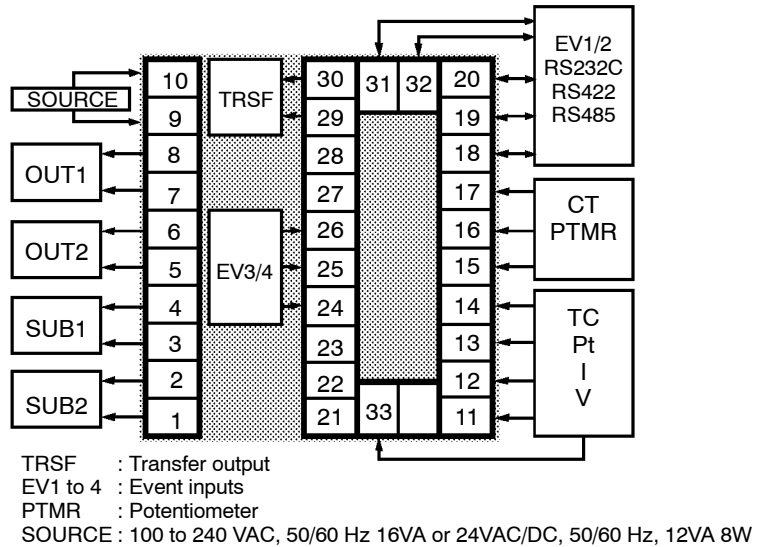 EV1/2
RS232C
RS422
RS485
10 TRSF 30 31 32 20
SOURCE
9 29 19
8 28 18
OUT1
7 27 17 CT
6 26 16 PTMR
OUT2
5 EV3/4 25 15
4 24 14 TC
SUB1
3 23 13 Pt
2 22 12 I
SUB2 V
1 21 33 11
TRSF : Transfer output
EV1 to 4 : Event inputs
PTMR : Potentiometer
SOURCE : 100 to 240 VAC, 50/60 Hz 16VA or 24VAC/DC, 50/60 Hz, 12VA 8W